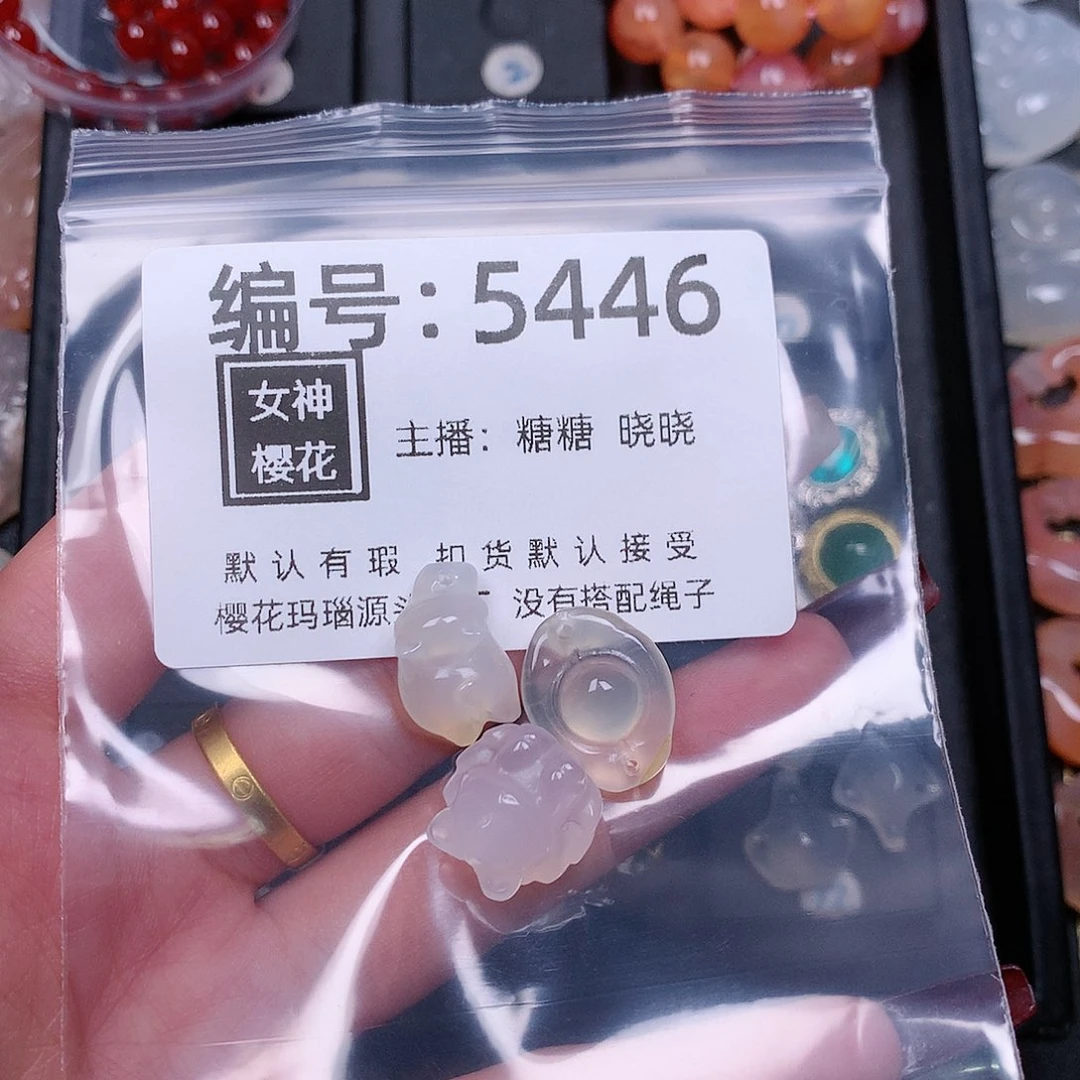 编号：5446
女神
樱花
主播：糖糖 晓晓
默认有瑕 扣货默认接受
樱花玛瑙源 没有搭配绳子